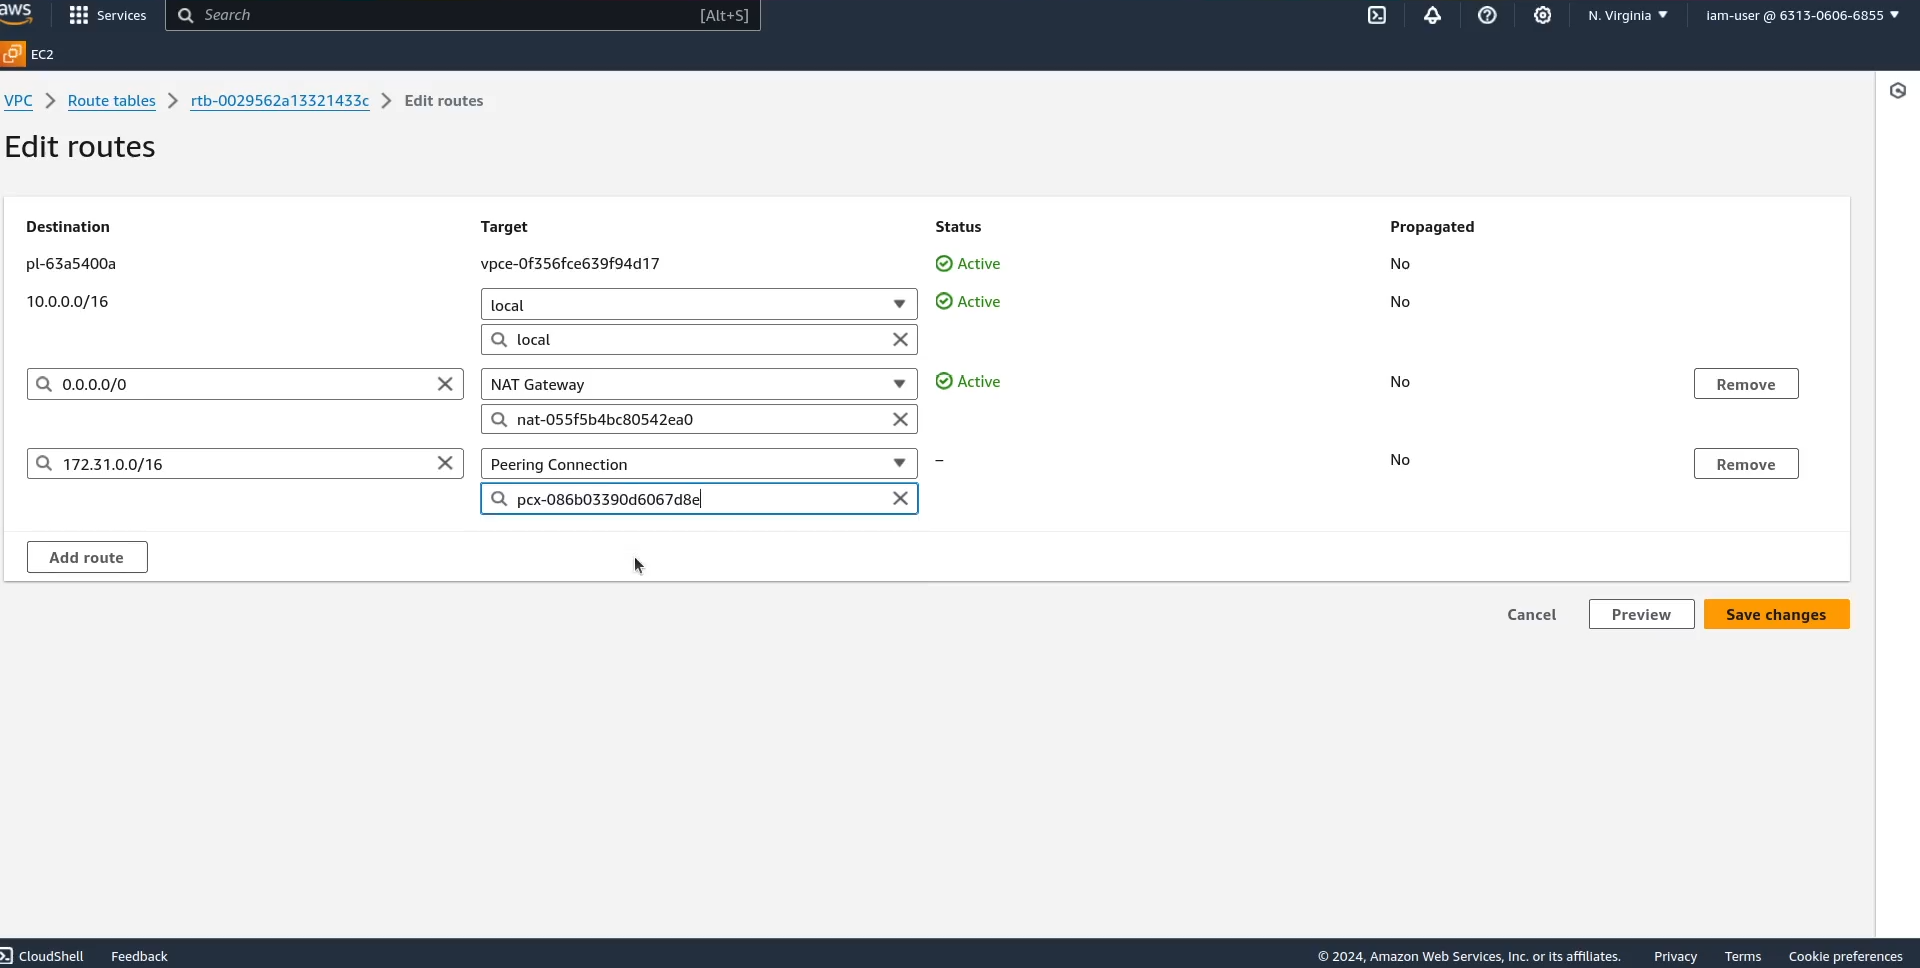 aws Services Search [Alt+S] N. Virginia iam-user @ 6313-0606-6855
EC2
VPC Route tables rtb-0029562a13321433c Edit routes
Edit routes
Destination Target Status Propagated
pl-63a5400a vpce-0f356fce639f94d17 Active No
10.0.0.0/16 local Active No
local
0.0.0.0/0 NAT Gateway Active No Remove
nat-055f5b4bc80542ea0
172.31.0.0/16 Peering Connection – No Remove
pcx-086b03390d6067d8e
Add route
Cancel Preview Save changes
CloudShell Feedback © 2024, Amazon Web Services, Inc. or its affiliates. Privacy Terms Cookie preferences